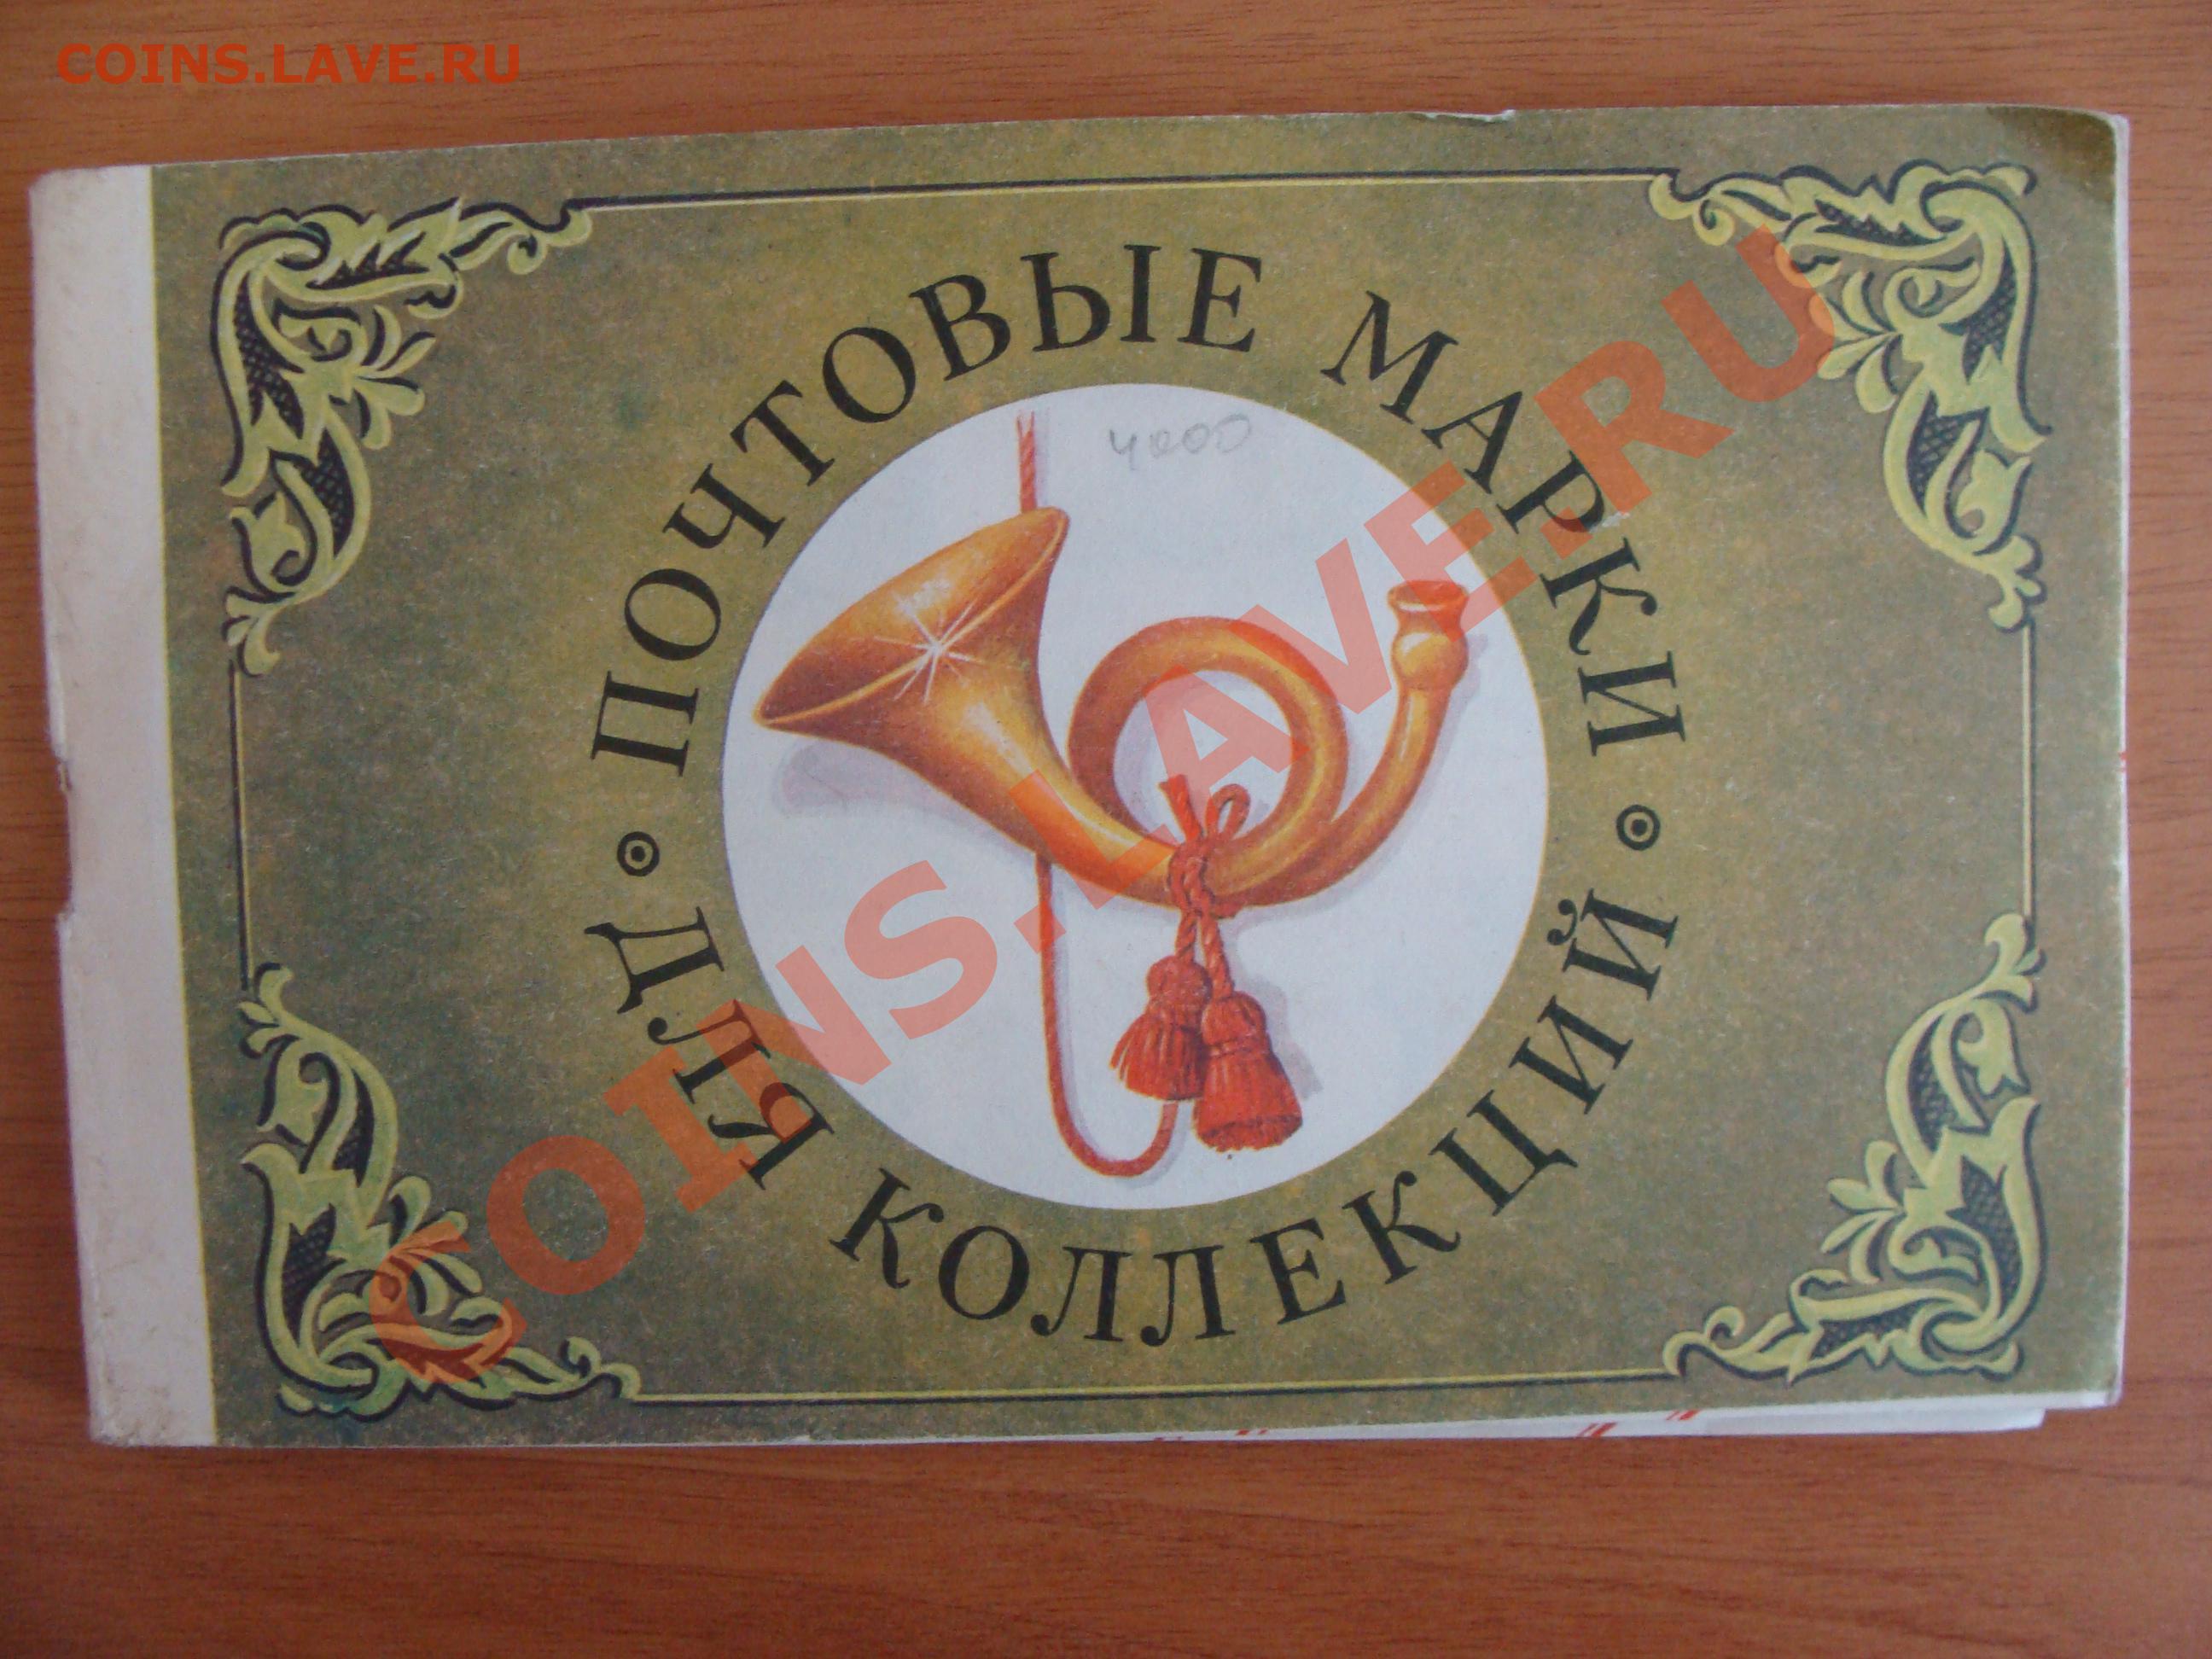 COINS.LAVE.RU
ПОЧТОВЫЕ МАРКИ
ДЛЯ КОЛЛЕКЦИЙ
4000
COINS.LAVE.RU